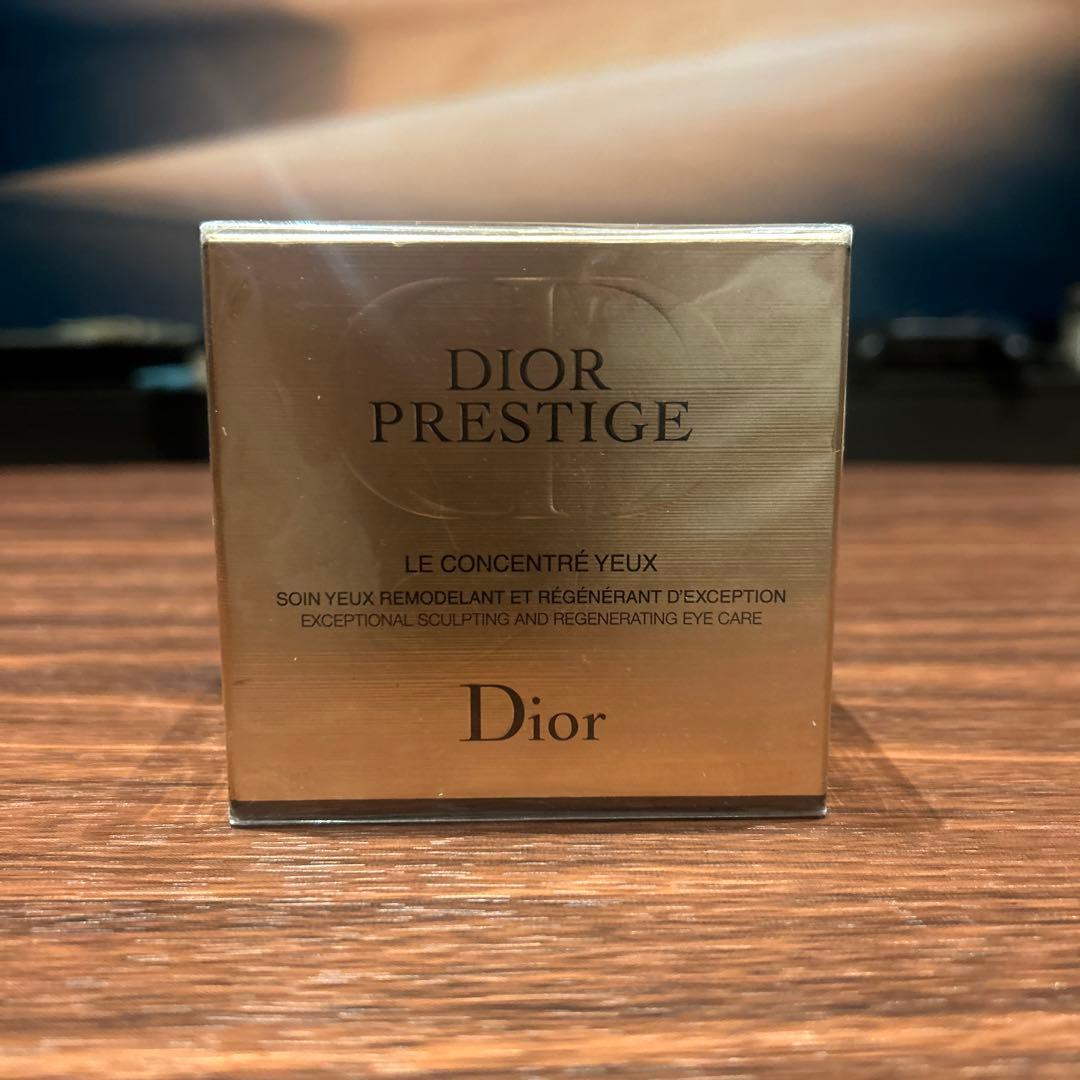 DIOR
PRESTIGE
LE CONCENTRÉ YEUX
SOIN YEUX REMODELANT ET RÉGÉNÉRANT D'EXCEPTION
EXCEPTIONAL SCULPTING AND REGENERATING EYE CARE
Dior